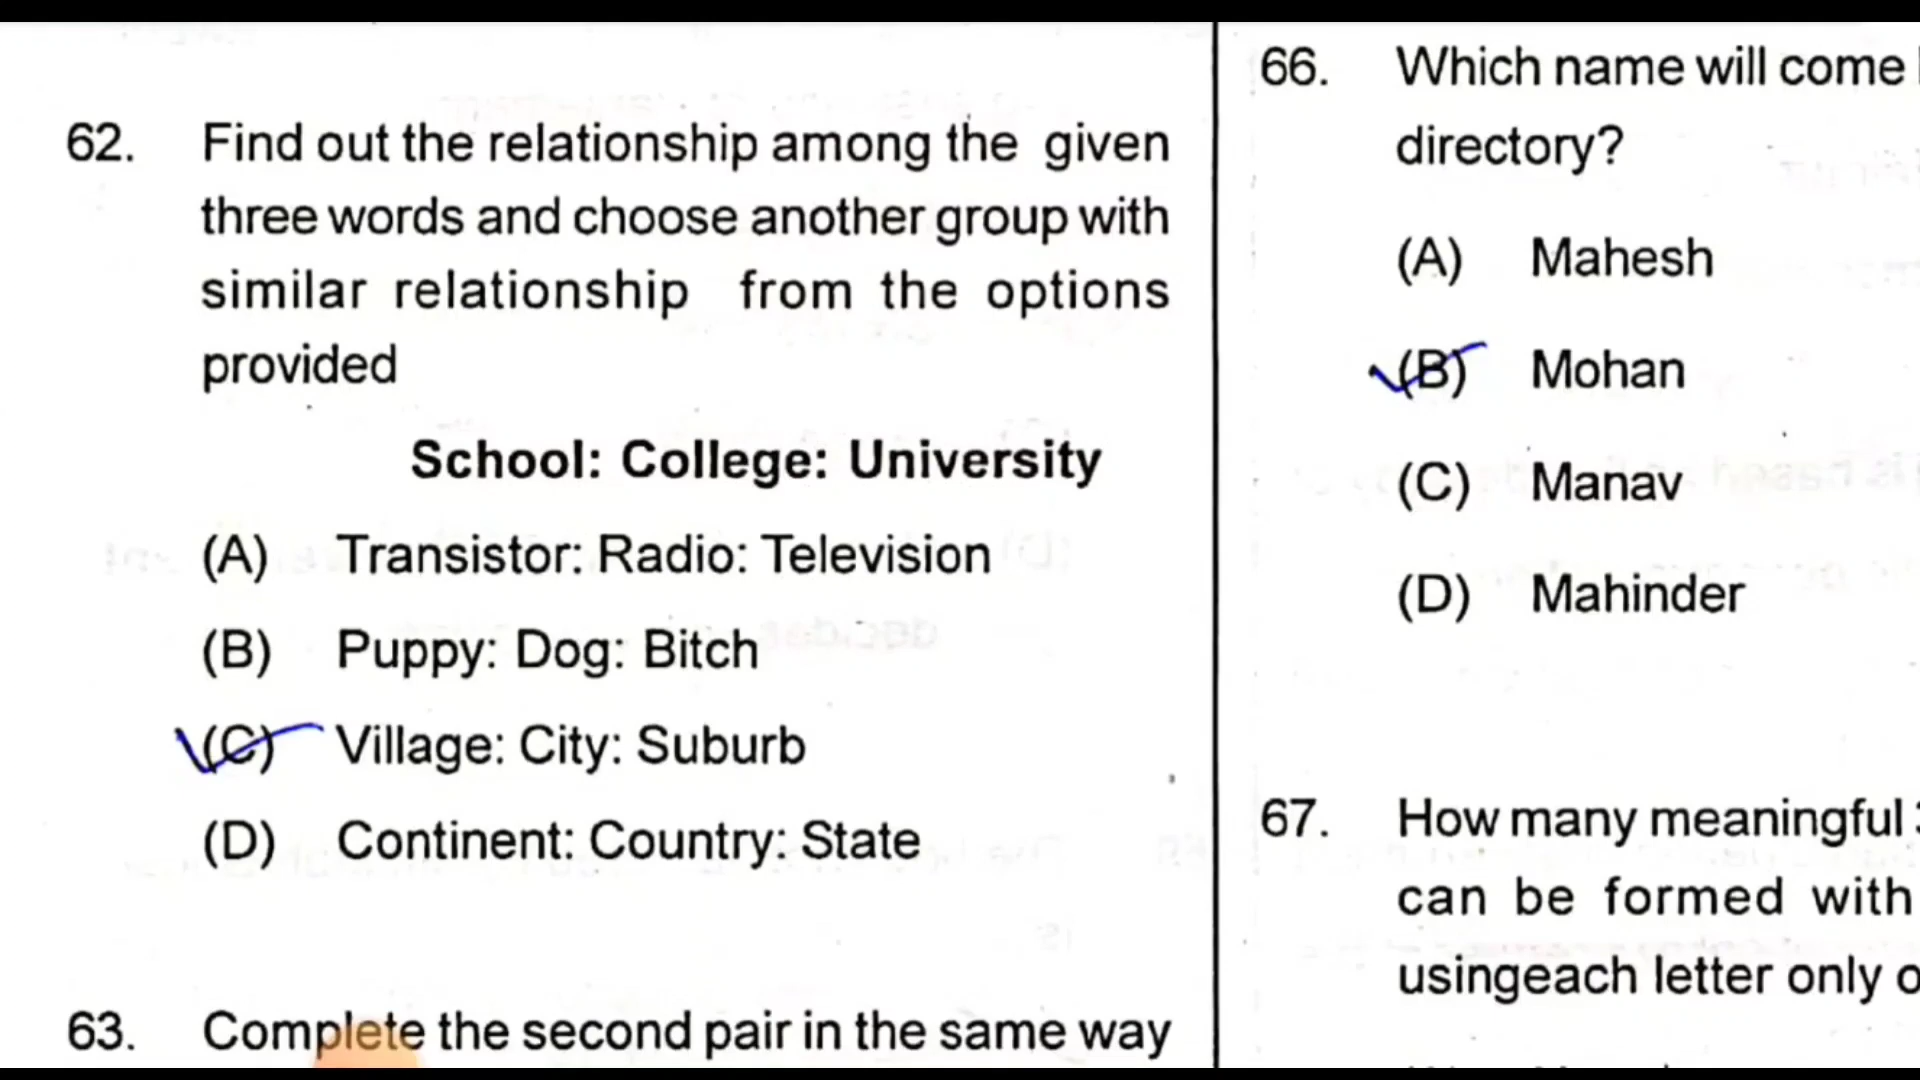 62. Find out the relationship among the given
three words and choose another group with
similar relationship from the options
provided
School: College: University
(A) Transistor: Radio: Television
(B) Puppy: Dog: Bitch
(C) Village: City: Suburb
(D) Continent: Country: State
63. Complete the second pair in the same way
66. Which name will come
directory?
(A) Mahesh
(B) Mohan
(C) Manav
(D) Mahinder
67. How many meaningful
can be formed with
usingeach letter only